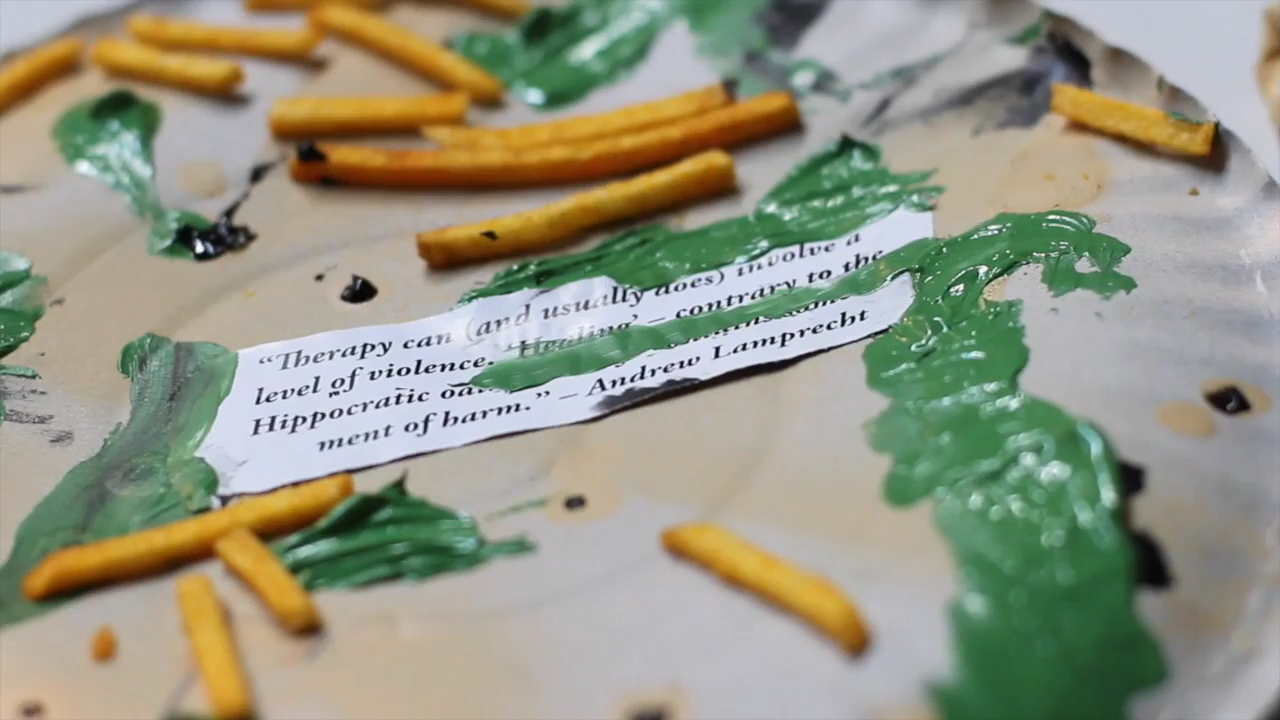 “Therapy can (and usually does) involve a
level of violence. ‘Healing’ – contrary to the
Hippocratic
ment of harm.” – Andrew Lamprecht